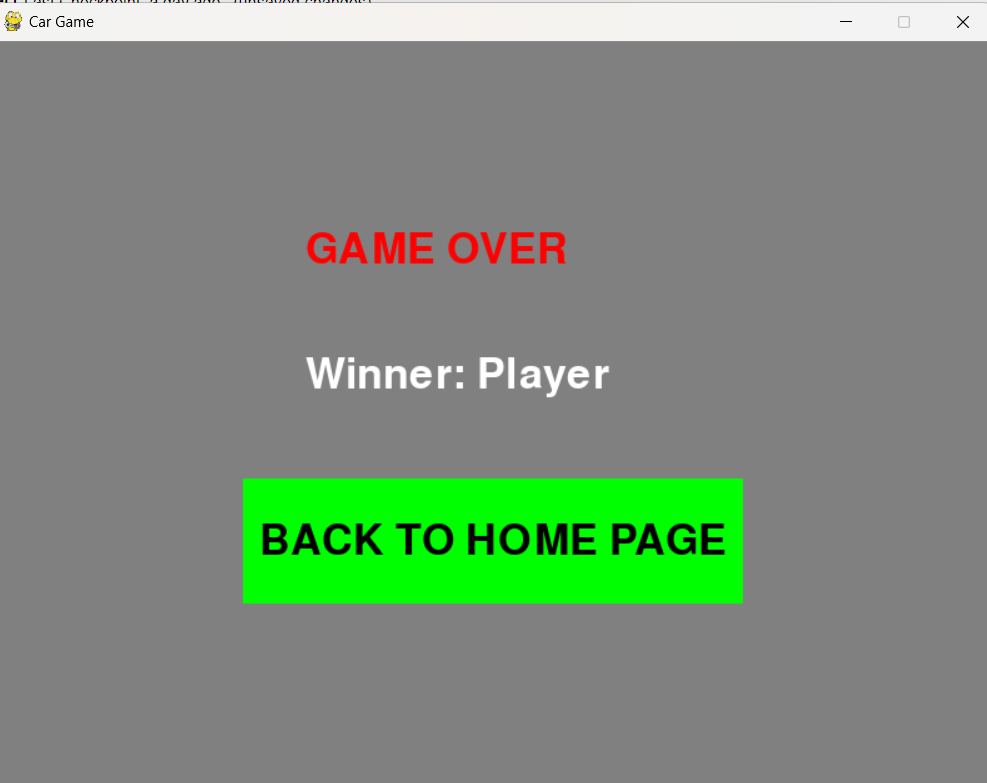 Car Game
GAME OVER
Winner: Player
BACK TO HOME PAGE